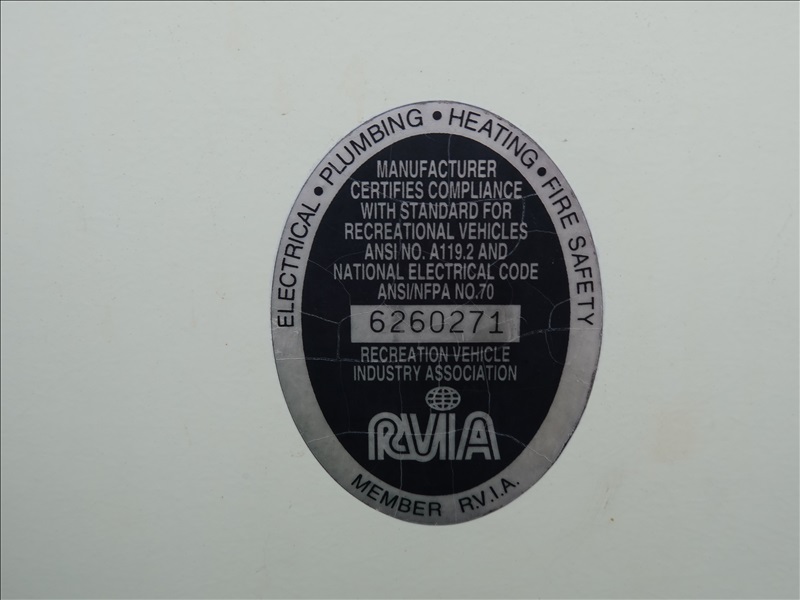 ELECTRICAL • PLUMBING • HEATING • FIRE SAFETY
MANUFACTURER
CERTIFIES COMPLIANCE
WITH STANDARD FOR
RECREATIONAL VEHICLES
ANSI NO. A119.2 AND
NATIONAL ELECTRICAL CODE
ANSI/NFPA NO.70
6260271
RECREATION VEHICLE
INDUSTRY ASSOCIATION
RVIA
MEMBER R.V.I.A.